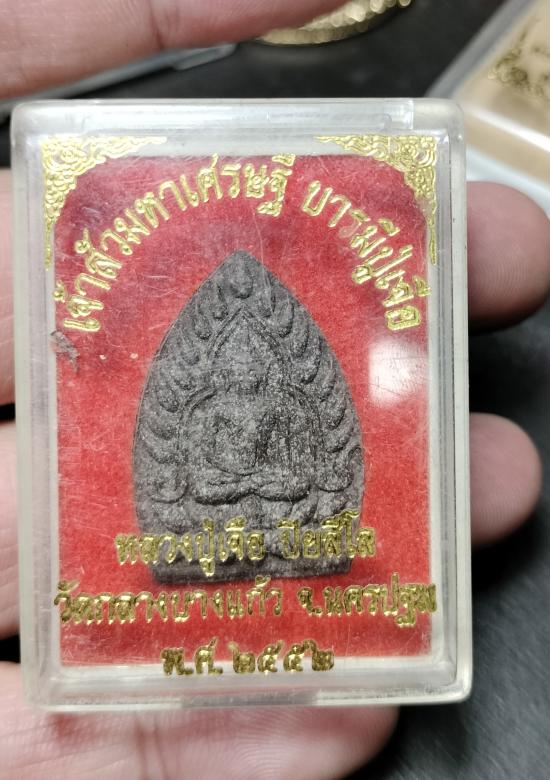 เจ้าสัวมหาเศรษฐี บารมีปู่เจือ
หลวงปู่เจือ ปิยสีโล
วัดกลางบางแก้ว จ.นครปฐม
พ.ศ. ๒๕๕๒